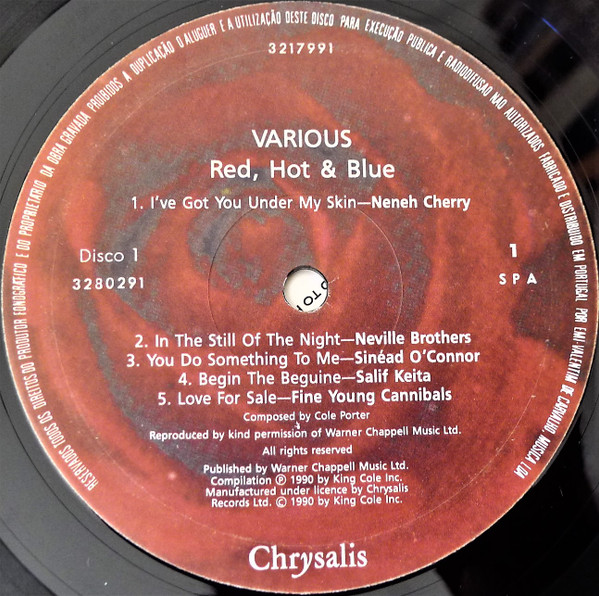 RESERVADOS TODOS OS DIREITOS DO PRODUTOR FONOGRÁFICO E DO PROPRIETÁRIO DA OBRA GRAVADA PROIBIDOS A DUPLICAÇÃO O ALUGUER E A UTILIZAÇÃO DESTE DISCO PARA EXECUÇÃO PUBLICA E RADIODIFUSÃO NÃO AUTORIZADOS FABRICADO E DISTRIBUIDO EM PORTUGAL POR EMI-VALENTIM DE CARVALHO, MUSICA LDA
3217991
VARIOUS
Red, Hot & Blue
1. I've Got You Under My Skin—Neneh Cherry
Disco 1
3280291
1
SPA
2. In The Still Of The Night—Neville Brothers
3. You Do Something To Me—Sinéad O'Connor
4. Begin The Beguine—Salif Keita
5. Love For Sale—Fine Young Cannibals
Composed by Cole Porter
Reproduced by kind permission of Warner Chappell Music Ltd.
All rights reserved
Published by Warner Chappell Music Ltd.
Compilation ℗ 1990 by King Cole Inc.
Manufactured under licence by Chrysalis
Records Ltd. © 1990 by King Cole Inc.
Chrysalis